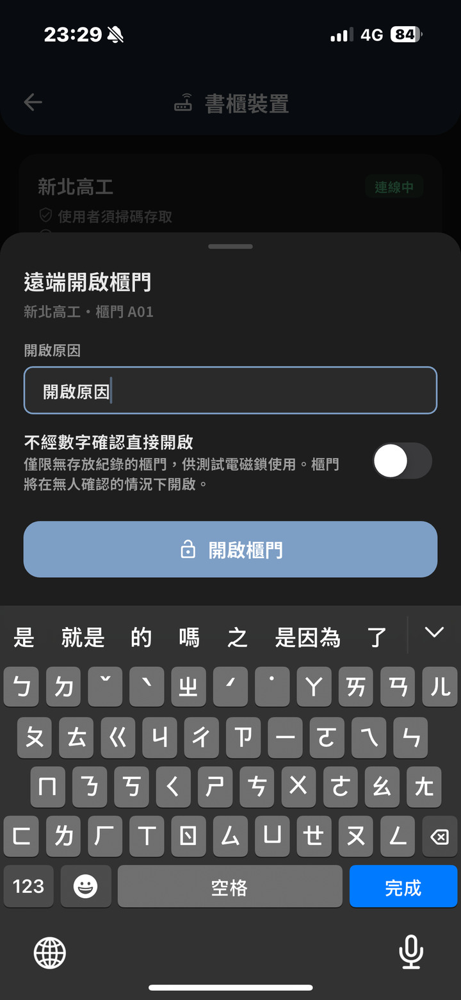 23:29
4G 84
書櫃裝置
新北高工
連線中
使用者須掃碼存取
遠端開啟櫃門
新北高工・櫃門 A01
開啟原因
開啟原因
不經數字確認直接開啟
僅限無存放紀錄的櫃門，供測試電磁鎖使用。櫃門
將在無人確認的情況下開啟。
開啟櫃門
是 就是 的 嗎 之 是因為 了
ㄅ ㄉ ˇ ˋ ㄓ ˊ ˙ ㄚ ㄞ ㄢ ㄦ
ㄆ ㄊ ㄍ ㄐ ㄔ ㄗ ㄧ ㄛ ㄟ ㄣ
ㄇ ㄋ ㄎ ㄑ ㄕ ㄘ ㄨ ㄜ ㄠ ㄤ
ㄈ ㄌ ㄏ ㄒ ㄖ ㄙ ㄩ ㄝ ㄡ ㄥ
123 空格 完成